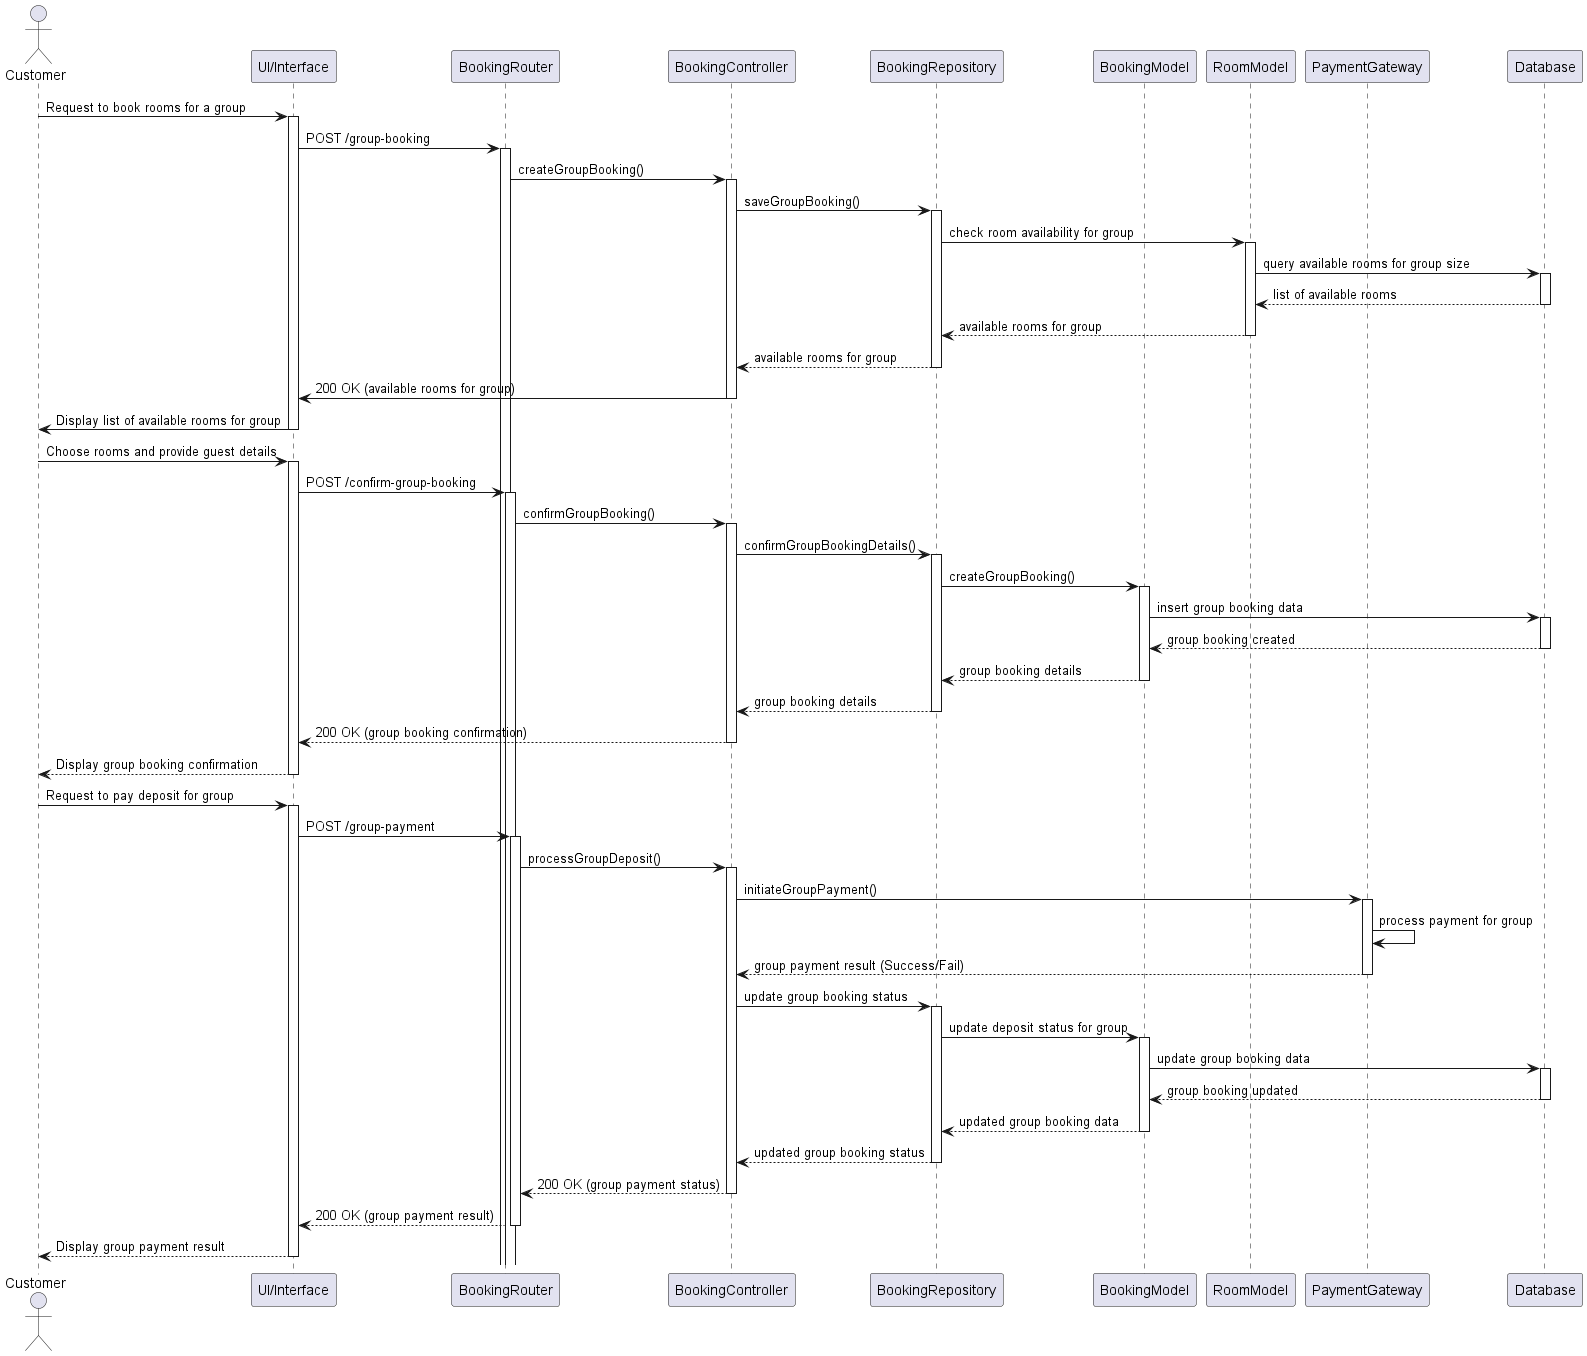 Customer
UI/Interface
BookingRouter
BookingController
BookingRepository
BookingModel
RoomModel
PaymentGateway
Database
Request to book rooms for a group
POST /group-booking
createGroupBooking()
saveGroupBooking()
check room availability for group
query available rooms for group size
list of available rooms
available rooms for group
available rooms for group
200 OK (available rooms for group)
Display list of available rooms for group
Choose rooms and provide guest details
POST /confirm-group-booking
confirmGroupBooking()
confirmGroupBookingDetails()
createGroupBooking()
insert group booking data
group booking created
group booking details
group booking details
200 OK (group booking confirmation)
Display group booking confirmation
Request to pay deposit for group
POST /group-payment
processGroupDeposit()
initiateGroupPayment()
process payment for group
group payment result (Success/Fail)
update group booking status
update deposit status for group
update group booking data
group booking updated
updated group booking data
updated group booking status
200 OK (group payment status)
200 OK (group payment result)
Display group payment result
Customer
UI/Interface
BookingRouter
BookingController
BookingRepository
BookingModel
RoomModel
PaymentGateway
Database